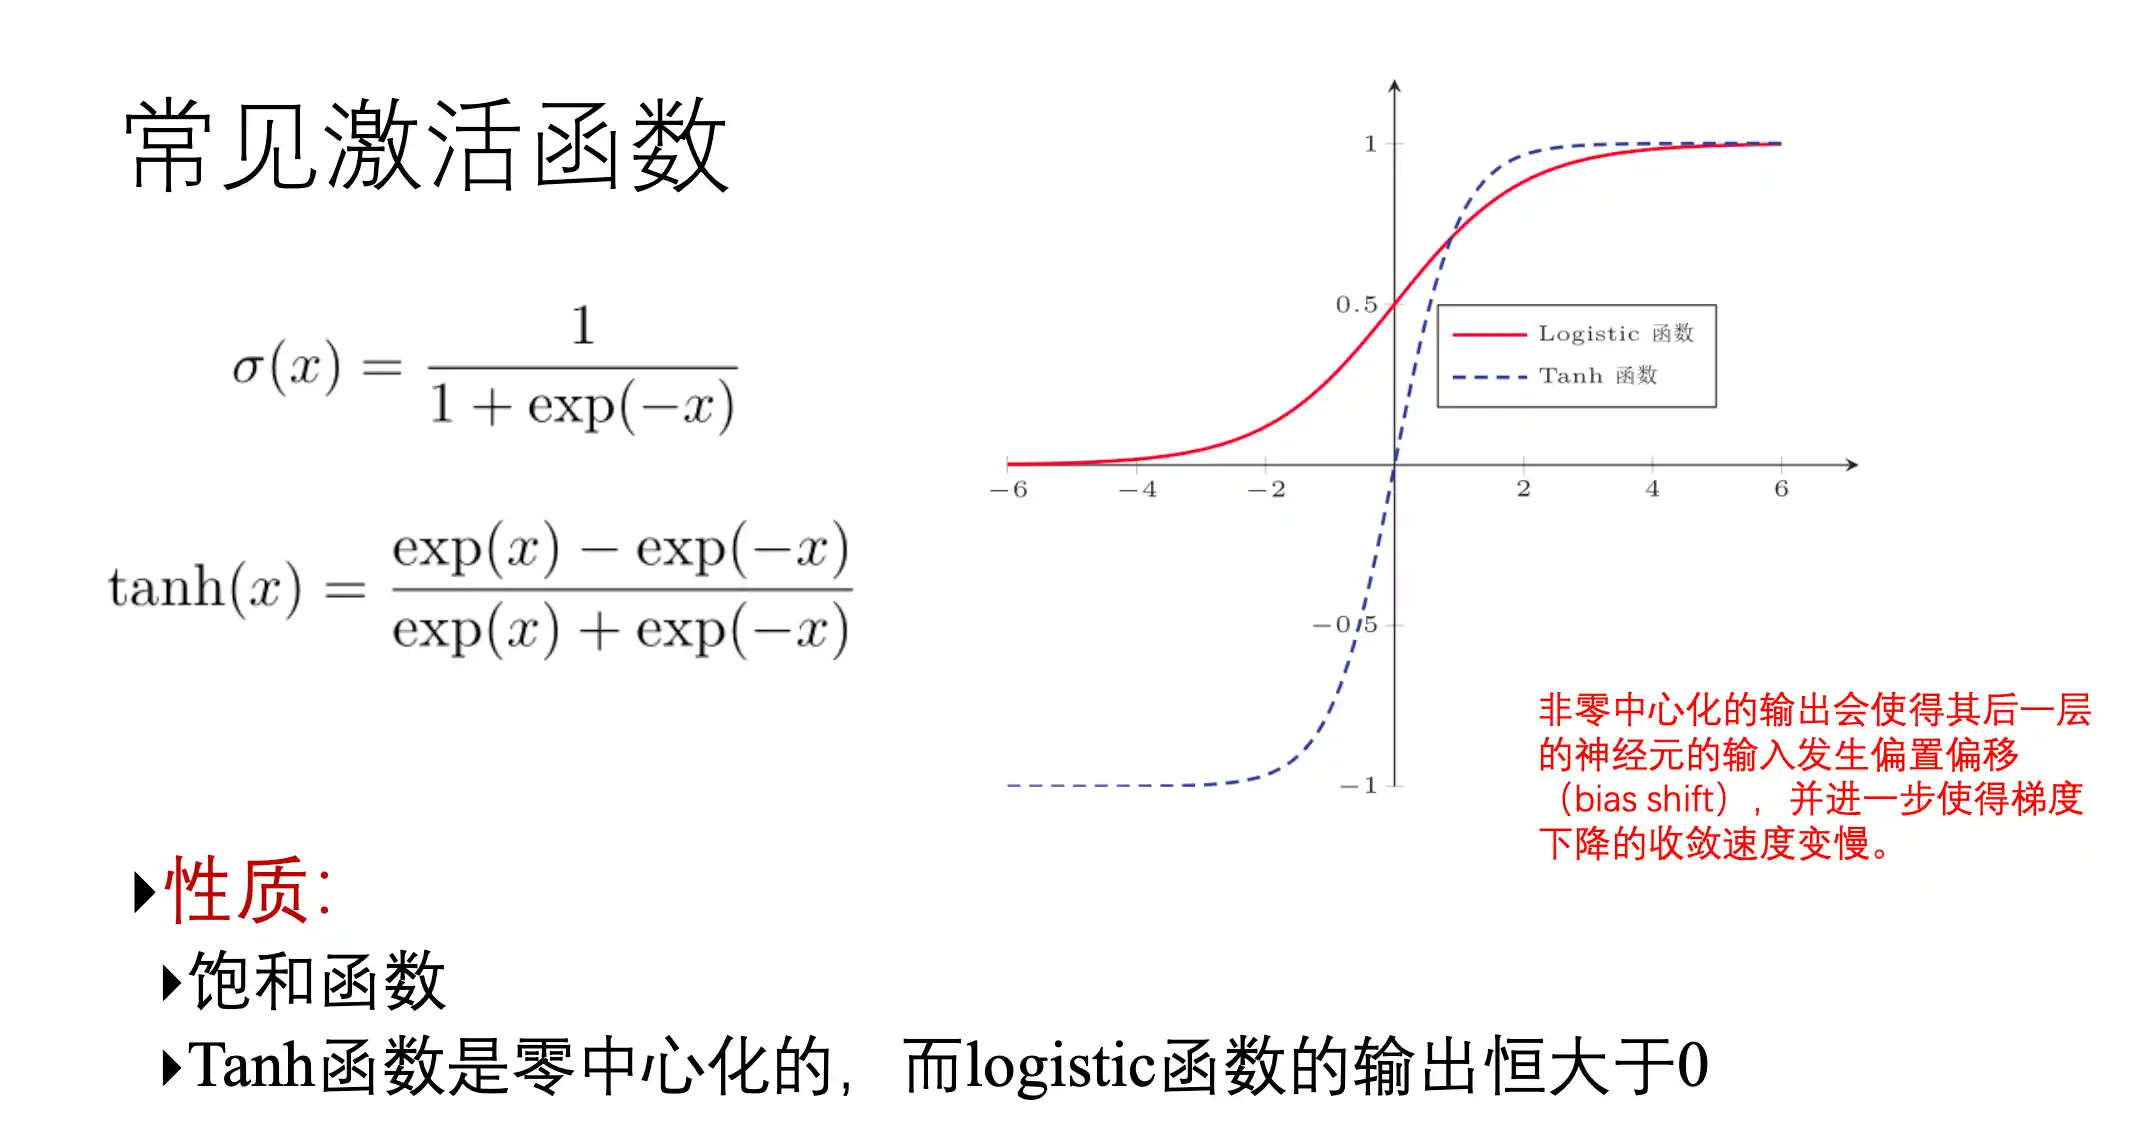 常见激活函数
σ(x) = 1 / (1 + exp(−x))
tanh(x) = (exp(x) − exp(−x)) / (exp(x) + exp(−x))
1
0.5
−0.5
−1
−6 −4 −2 2 4 6
Logistic 函数
Tanh 函数
非零中心化的输出会使得其后一层
的神经元的输入发生偏置偏移
（bias shift），并进一步使得梯度
下降的收敛速度变慢。
性质：
饱和函数
Tanh函数是零中心化的，而logistic函数的输出恒大于0